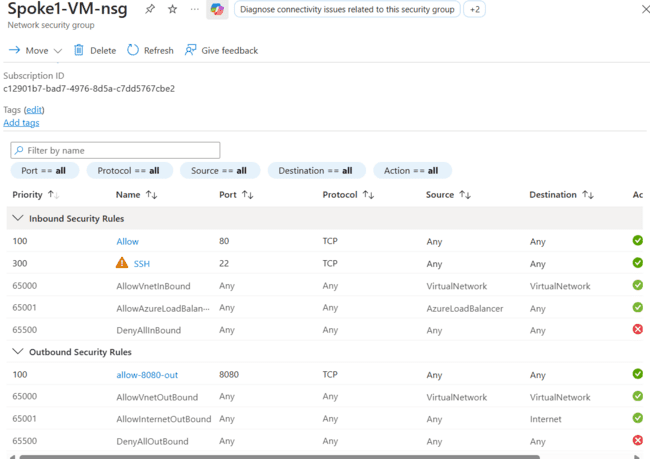 Spoke1-VM-nsg ... Diagnose connectivity issues related to this security group +2
Network security group
Move Delete Refresh Give feedback
Subscription ID
c12901b7-bad7-4976-8d5a-c7dd5767cbe2
Tags (edit)
Add tags
Filter by name
Port == all Protocol == all Source == all Destination == all Action == all
Priority Name Port Protocol Source Destination Ac
Inbound Security Rules
100 Allow 80 TCP Any Any
300 SSH 22 TCP Any Any
65000 AllowVnetInBound Any Any VirtualNetwork VirtualNetwork
65001 AllowAzureLoadBalan... Any Any AzureLoadBalancer Any
65500 DenyAllInBound Any Any Any Any
Outbound Security Rules
100 allow-8080-out 8080 TCP Any Any
65000 AllowVnetOutBound Any Any VirtualNetwork VirtualNetwork
65001 AllowInternetOutBound Any Any Any Internet
65500 DenyAllOutBound Any Any Any Any